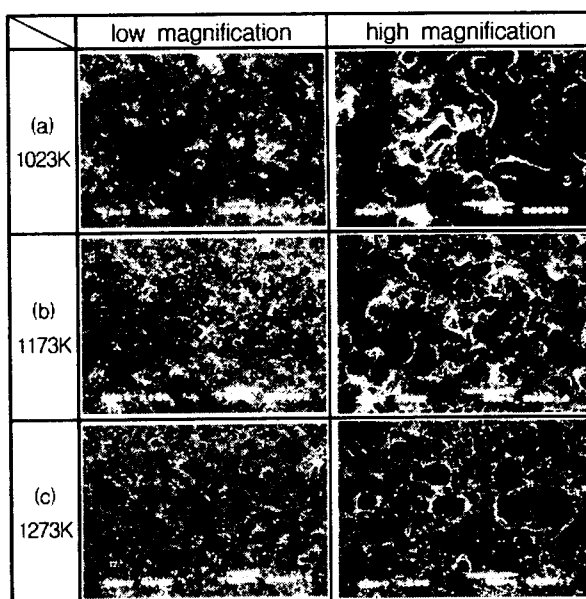 low magnification
high magnification
(a)
1023K
(b)
1173K
(c)
1273K